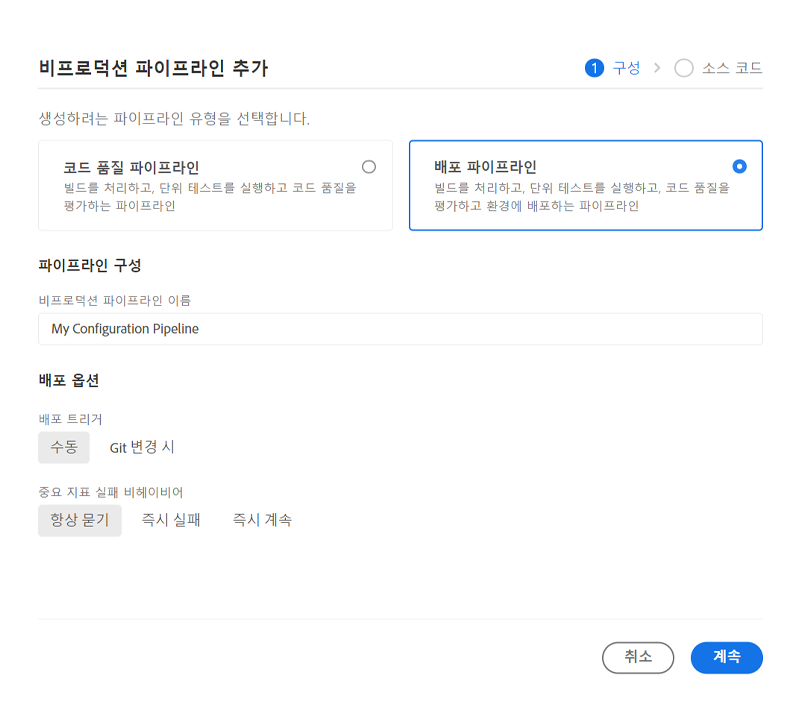 비프로덕션 파이프라인 추가
1 구성 > 소스 코드
생성하려는 파이프라인 유형을 선택합니다.
코드 품질 파이프라인
빌드를 처리하고, 단위 테스트를 실행하고 코드 품질을
평가하는 파이프라인
배포 파이프라인
빌드를 처리하고, 단위 테스트를 실행하고, 코드 품질을
평가하고 환경에 배포하는 파이프라인
파이프라인 구성
비프로덕션 파이프라인 이름
My Configuration Pipeline
배포 옵션
배포 트리거
수동 Git 변경 시
중요 지표 실패 비헤이비어
항상 묻기 즉시 실패 즉시 계속
취소 계속